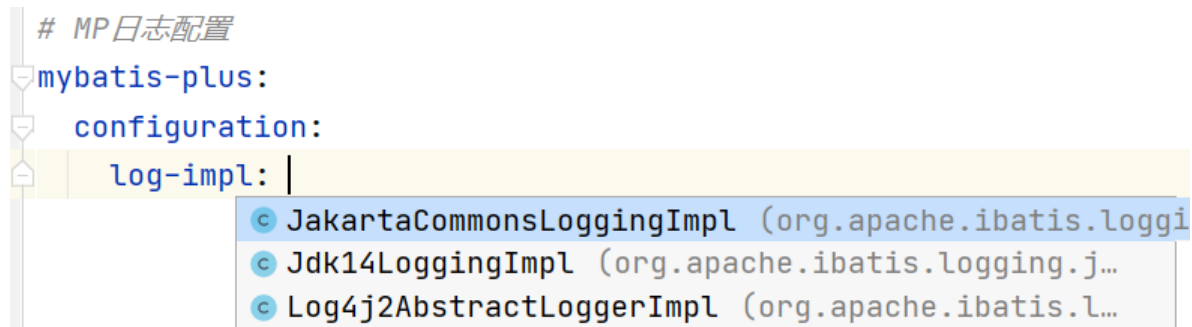 # MP日志配置
mybatis-plus:
configuration:
log-impl:
JakartaCommonsLoggingImpl (org.apache.ibatis.loggi
Jdk14LoggingImpl (org.apache.ibatis.logging.j…
Log4j2AbstractLoggerImpl (org.apache.ibatis.l…